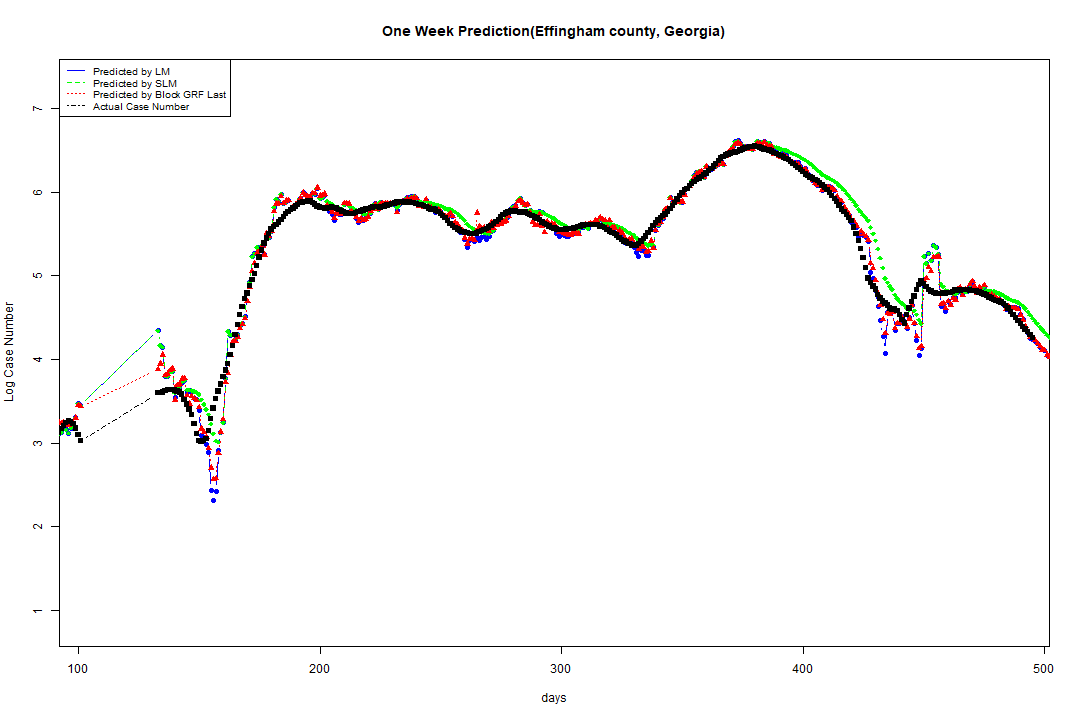 One Week Prediction(Effingham county, Georgia)
Predicted by LM
Predicted by SLM
Predicted by Block GRF Last
Actual Case Number
7
6
5
4
3
2
1
Log Case Number
100 200 300 400 500
days